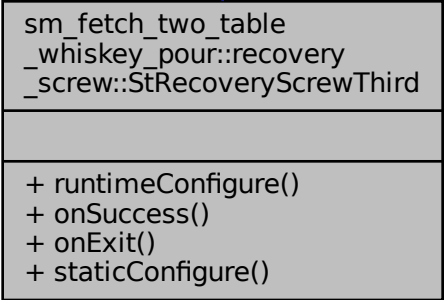 sm_fetch_two_table
_whiskey_pour::recovery
_screw::StRecoveryScrewThird
+ runtimeConfigure()
+ onSuccess()
+ onExit()
+ staticConfigure()